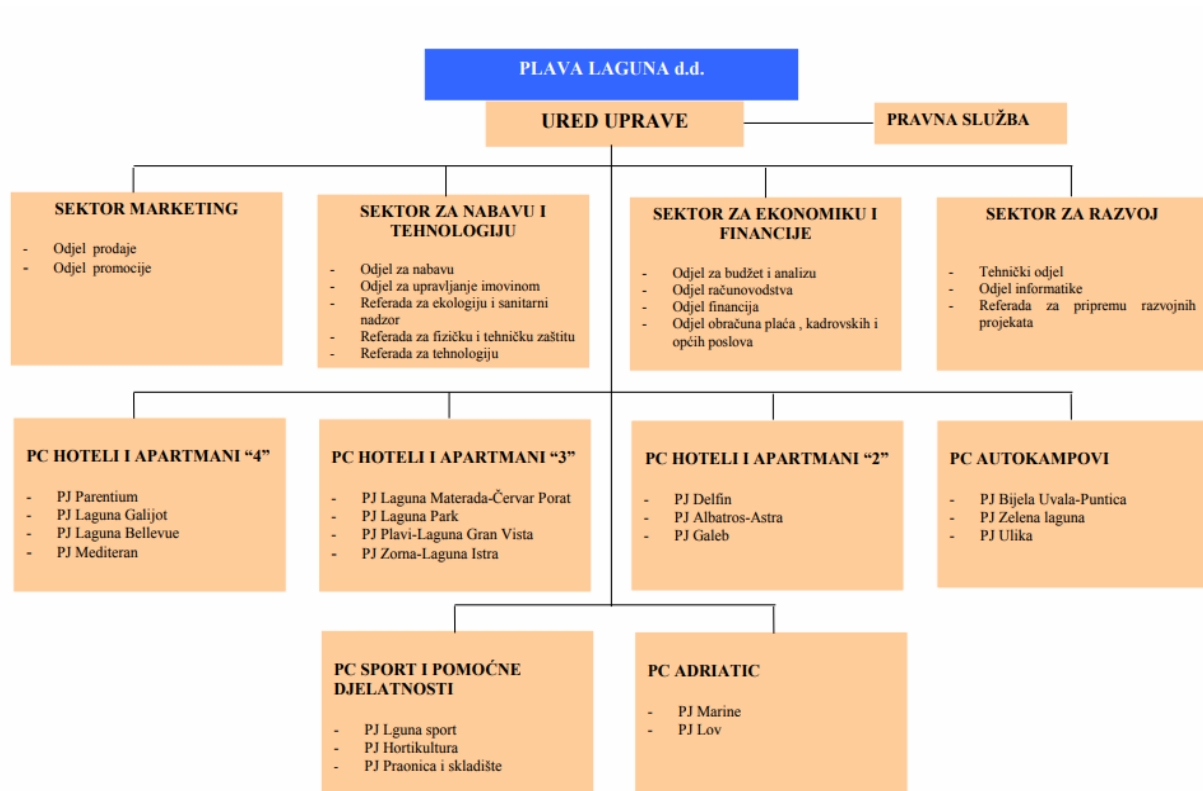 PLAVA LAGUNA d.d.
URED UPRAVE
PRAVNA SLUŽBA
SEKTOR MARKETING
- Odjel prodaje
- Odjel promocije
SEKTOR ZA NABAVU I
TEHNOLOGIJU
- Odjel za nabavu
- Odjel za upravljanje imovinom
- Referada za ekologiju i sanitarni
nadzor
- Referada za fizičku i tehničku zaštitu
- Referada za tehnologiju
SEKTOR ZA EKONOMIKU I
FINANCIJE
- Odjel za budžet i analizu
- Odjel računovodstva
- Odjel financija
- Odjel obračuna plaća , kadrovskih i
općih poslova
SEKTOR ZA RAZVOJ
- Tehnički odjel
- Odjel informatike
- Referada za pripremu razvojnih
projekata
PC HOTELI I APARTMANI “4”
- PJ Parentium
- PJ Laguna Galijot
- PJ Laguna Bellevue
- PJ Mediteran
PC HOTELI I APARTMANI “3”
- PJ Laguna Materada-Červar Porat
- PJ Laguna Park
- PJ Plavi-Laguna Gran Vista
- PJ Zorna-Laguna Istra
PC HOTELI I APARTMANI “2”
- PJ Delfin
- PJ Albatros-Astra
- PJ Galeb
PC AUTOKAMPOVI
- PJ Bijela Uvala-Puntica
- PJ Zelena laguna
- PJ Ulika
PC SPORT I POMOĆNE
DJELATNOSTI
- PJ Lguna sport
- PJ Hortikultura
- PJ Praonica i skladište
PC ADRIATIC
- PJ Marine
- PJ Lov